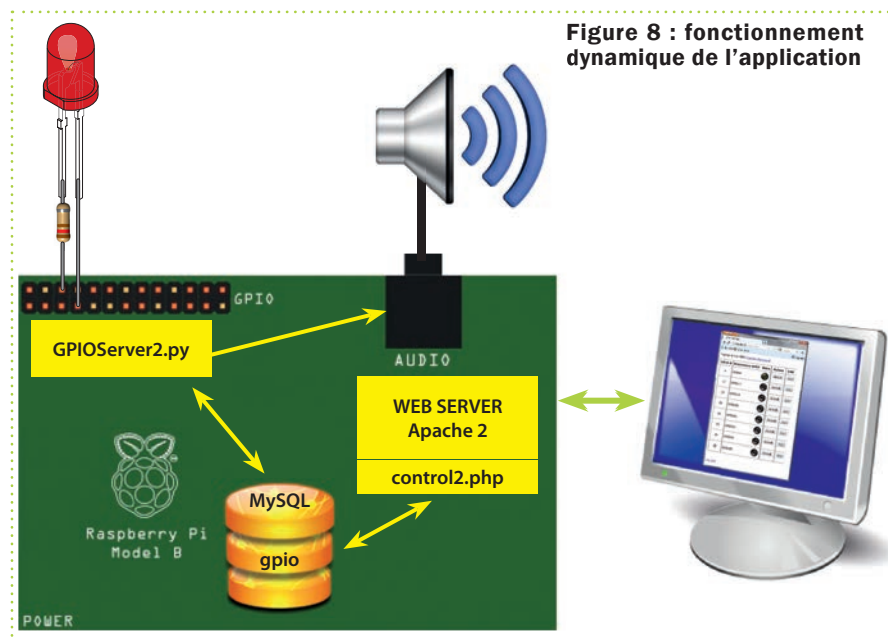 Figure 8 : fonctionnement
dynamique de l'application
GPIO
GPIOServer2.py
AUDIO
WEB SERVER
Apache 2
control2.php
MySQL
gpio
Raspberry Pi
Model B
POWER